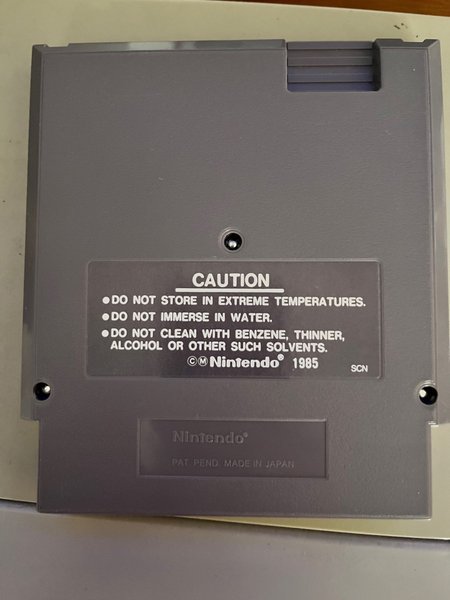 CAUTION
●DO NOT STORE IN EXTREME TEMPERATURES.
●DO NOT IMMERSE IN WATER.
●DO NOT CLEAN WITH BENZENE, THINNER,
ALCOHOL OR OTHER SUCH SOLVENTS.
©Ⓜ Nintendo® 1985 SCN
Nintendo®
PAT. PEND. MADE IN JAPAN